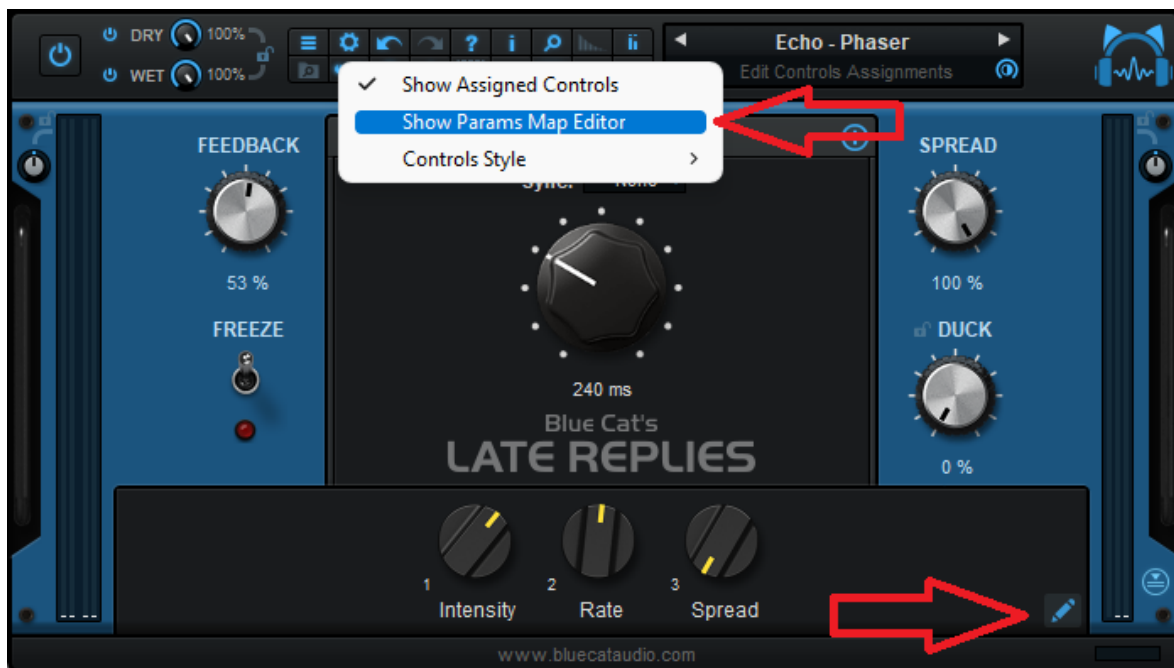 DRY 100%
WET 100%
Echo - Phaser
Edit Controls Assignments
Show Assigned Controls
Show Params Map Editor
Controls Style
FEEDBACK
53 %
FREEZE
Sync: None
240 ms
Blue Cat's
LATE REPLIES
SPREAD
100 %
DUCK
0 %
1 Intensity
2 Rate
3 Spread
-- --
--
www.bluecataudio.com